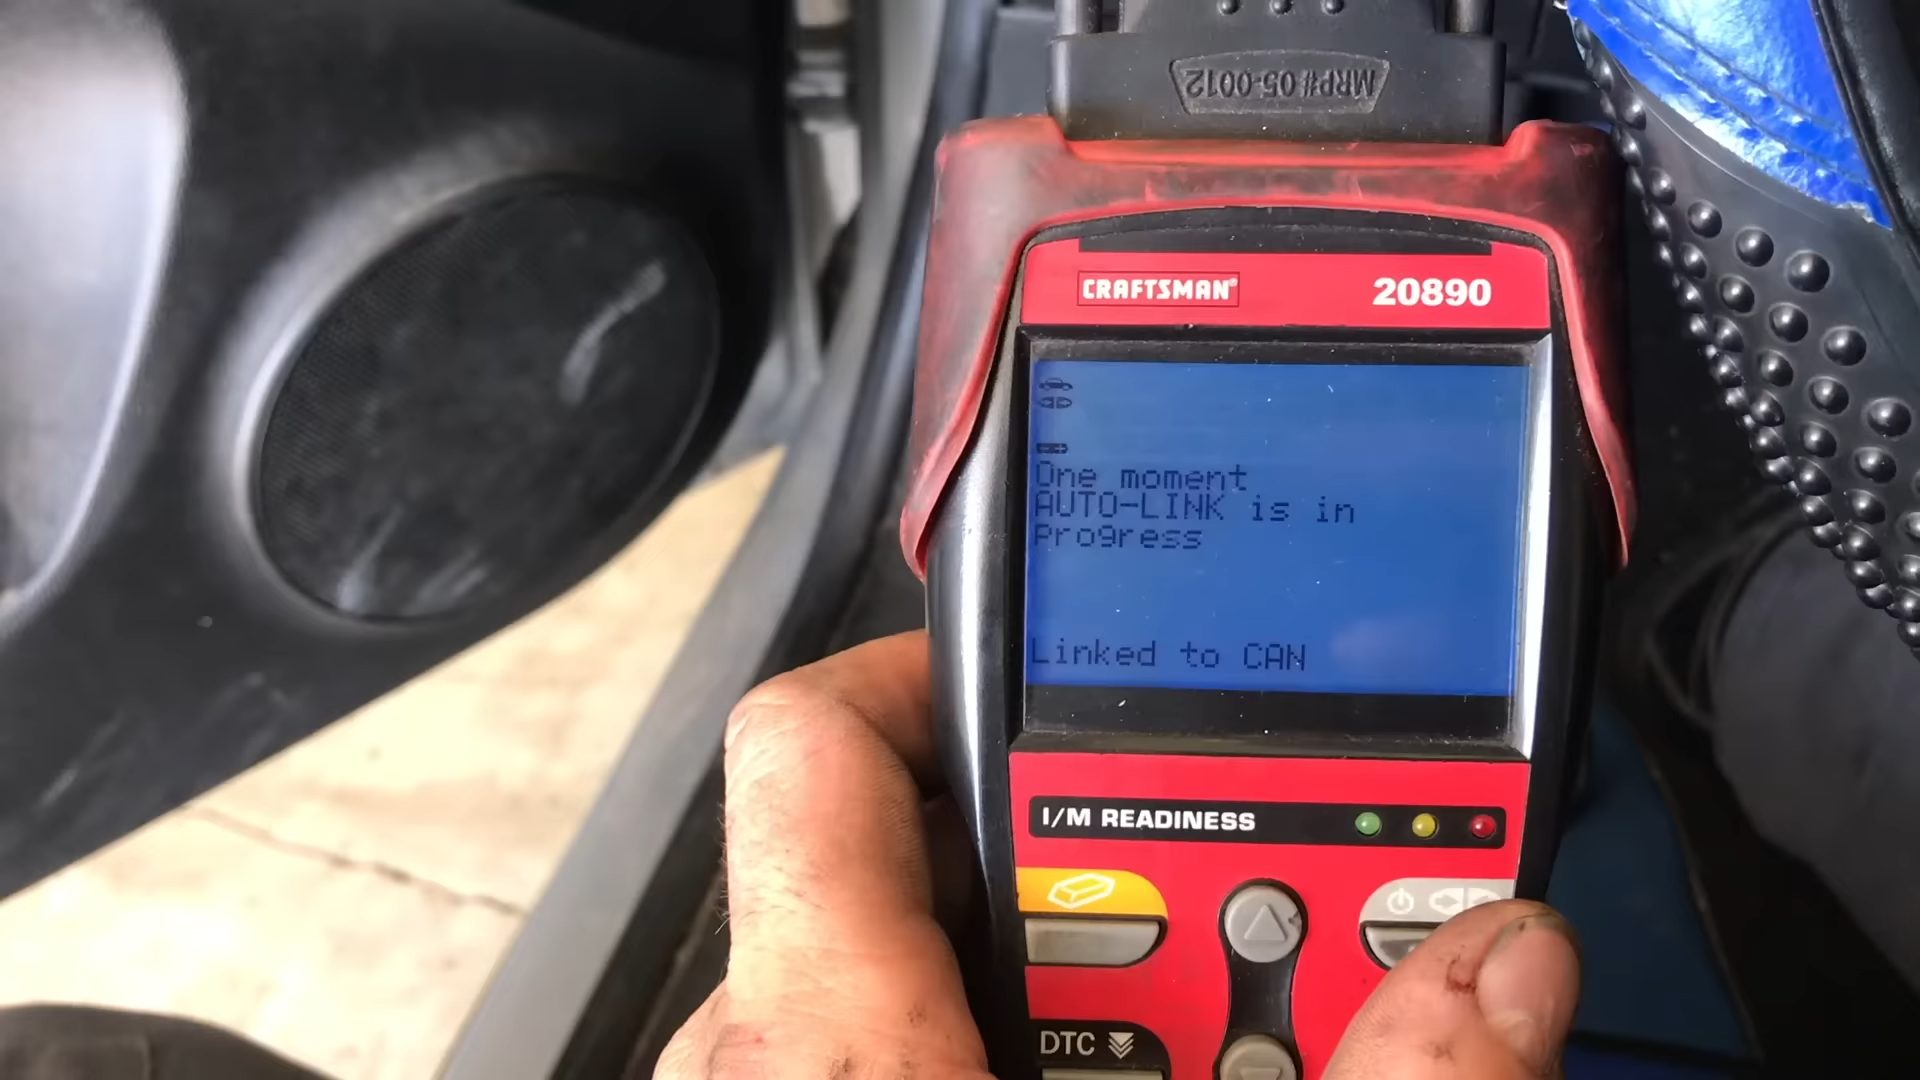 MRP# 05-0012
CRAFTSMAN® 20890
One moment
AUTO-LINK is in
Progress
Linked to CAN
I/M READINESS
DTC